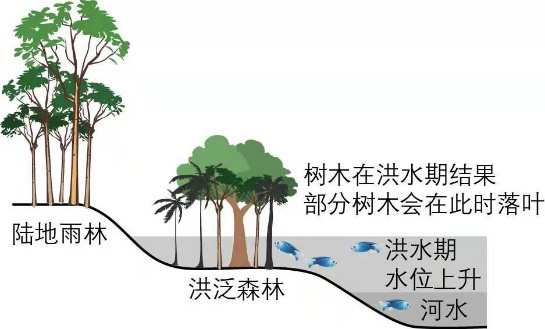 树木在洪水期结果
部分树木会在此时落叶
陆地雨林
洪水期
水位上升
洪泛森林
河水